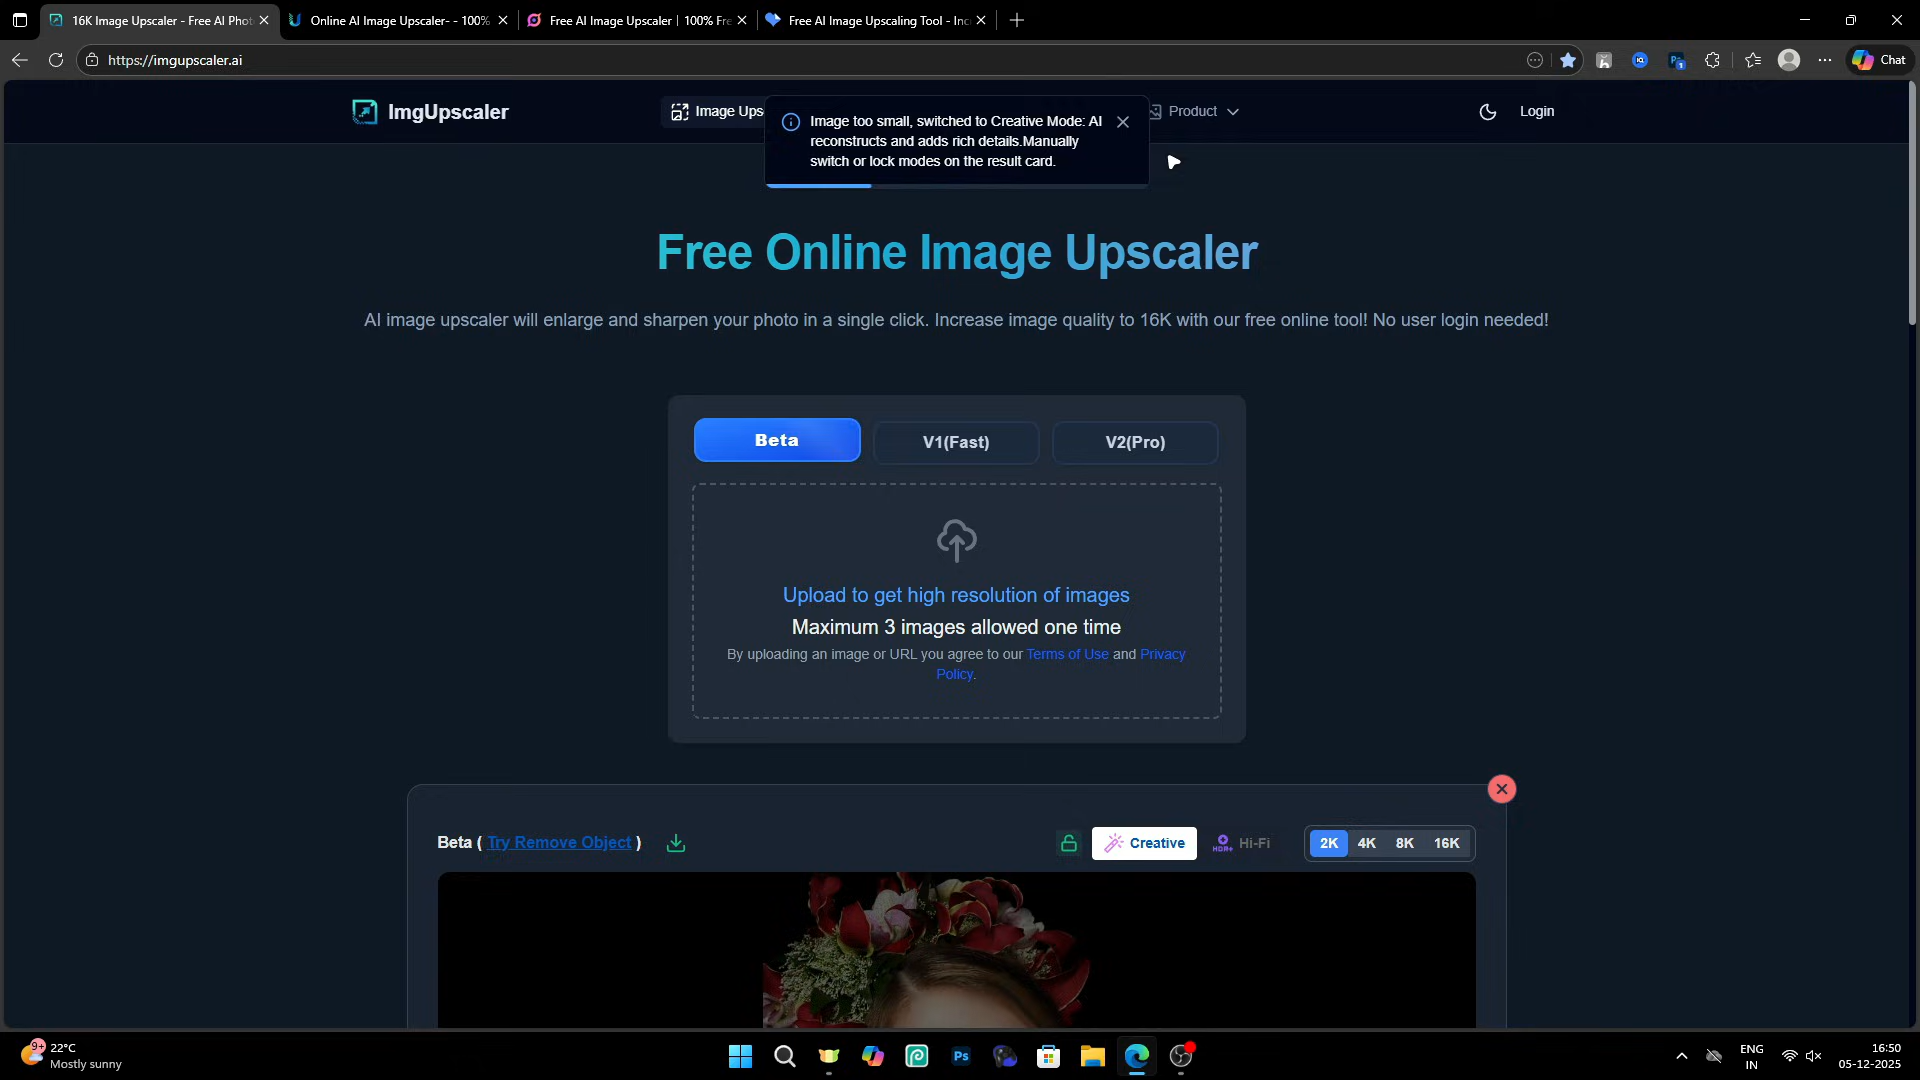 16K Image Upscaler - Free AI Phot
Online AI Image Upscaler- - 100%
Free AI Image Upscaler | 100% Fre
Free AI Image Upscaling Tool - Inc
https://imgupscaler.ai
Chat
ImgUpscaler
Image Ups
Product
Login
Image too small, switched to Creative Mode: AI
reconstructs and adds rich details.Manually
switch or lock modes on the result card.
Free Online Image Upscaler
AI image upscaler will enlarge and sharpen your photo in a single click. Increase image quality to 16K with our free online tool! No user login needed!
Beta
V1(Fast)
V2(Pro)
Upload to get high resolution of images
Maximum 3 images allowed one time
By uploading an image or URL you agree to our Terms of Use and Privacy
Policy.
Beta ( Try Remove Object )
Creative
HDR+ Hi-Fi
2K 4K 8K 16K
9+
22°C
Mostly sunny
Ps
ENG
IN
16:50
05-12-2025